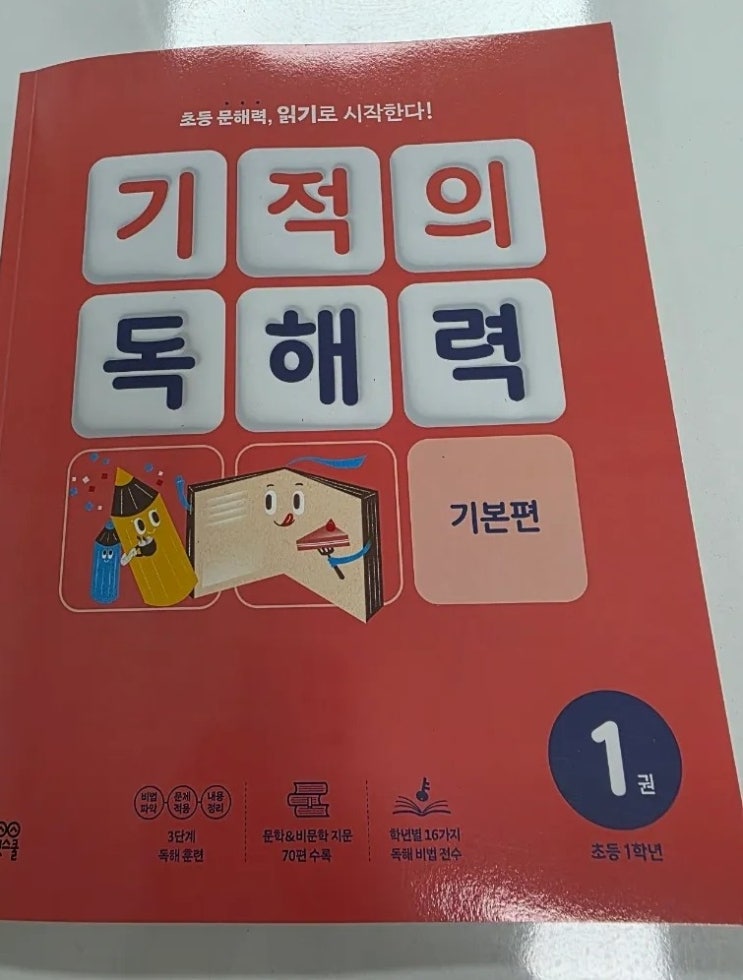 초등 문해력, 읽기로 시작한다!
기적의
독해력
기본편
1권
초등 1학년
비법 파악
문제 적용
내용 정리
3단계
독해 훈련
문학&비문학 지문
70편 수록
학년별 16가지
독해 비법 전수